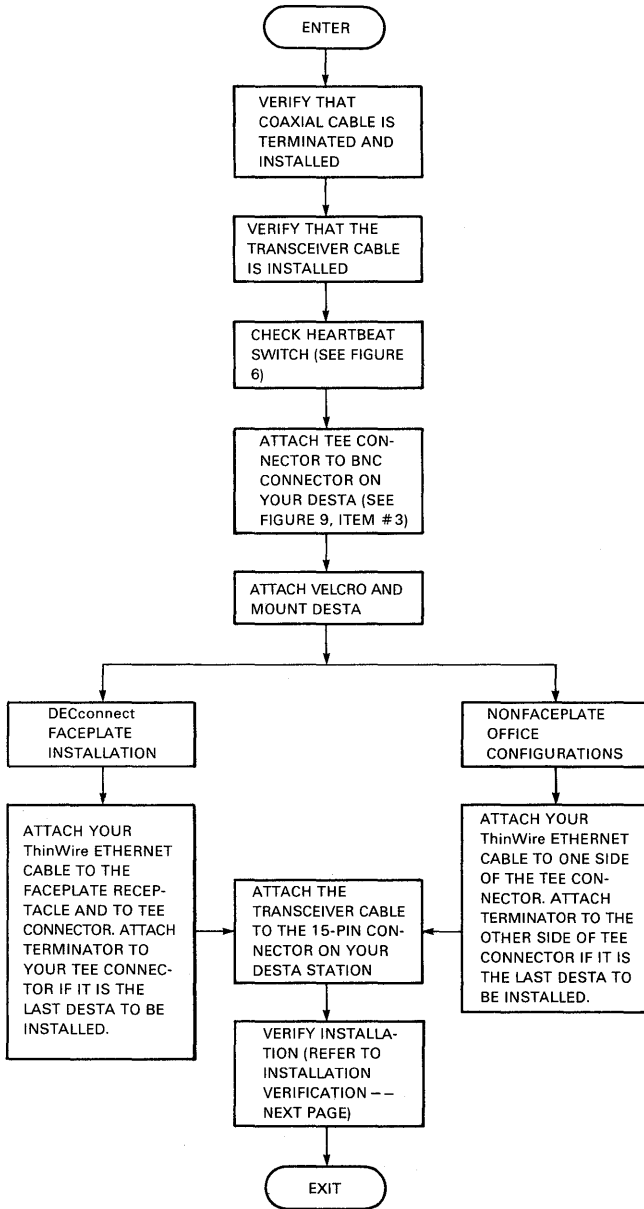 ENTER
VERIFY THAT
COAXIAL CABLE IS
TERMINATED AND
INSTALLED
VERIFY THAT THE
TRANSCEIVER CABLE
IS INSTALLED
CHECK HEARTBEAT
SWITCH (SEE FIGURE
6)
ATTACH TEE CON-
NECTOR TO BNC
CONNECTOR ON
YOUR DESTA (SEE
FIGURE 9, ITEM #3)
ATTACH VELCRO AND
MOUNT DESTA
DECconnect
FACEPLATE
INSTALLATION
NONFACEPLATE
OFFICE
CONFIGURATIONS
ATTACH YOUR
ThinWire ETHERNET
CABLE TO THE
FACEPLATE RECEP-
TACLE AND TO TEE
CONNECTOR. ATTACH
TERMINATOR TO
YOUR TEE CONNEC-
TOR IF IT IS THE
LAST DESTA TO BE
INSTALLED.
ATTACH THE
TRANSCEIVER CABLE
TO THE 15-PIN CON-
NECTOR ON YOUR
DESTA STATION
ATTACH YOUR
ThinWire ETHERNET
CABLE TO ONE SIDE
OF THE TEE CON-
NECTOR. ATTACH
TERMINATOR TO THE
OTHER SIDE OF TEE
CONNECTOR IF IT IS
THE LAST DESTA TO
BE INSTALLED.
VERIFY INSTALLA-
TION (REFER TO
INSTALLATION
VERIFICATION ——
NEXT PAGE)
EXIT